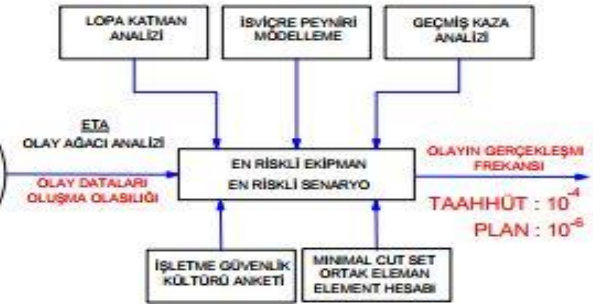 LOPA KATMAN
ANALİZİ
İSVİÇRE PEYNİRİ
MODELLEME
GEÇMİŞ KAZA
ANALİZİ
ETA
OLAY AĞACI ANALİZİ
OLAY DATALARI
OLUŞMA OLASILIĞI
EN RİSKLİ EKİPMAN
EN RİSKLİ SENARYO
OLAYIN GERÇEKLEŞMİ
FREKANSI
TAAHHÜT : 10^-4
PLAN : 10^-6
İŞLETME GÜVENLİK
KÜLTÜRÜ ANKETİ
MINIMAL CUT SET
ORTAK ELEMAN
ELEMENT HESABI